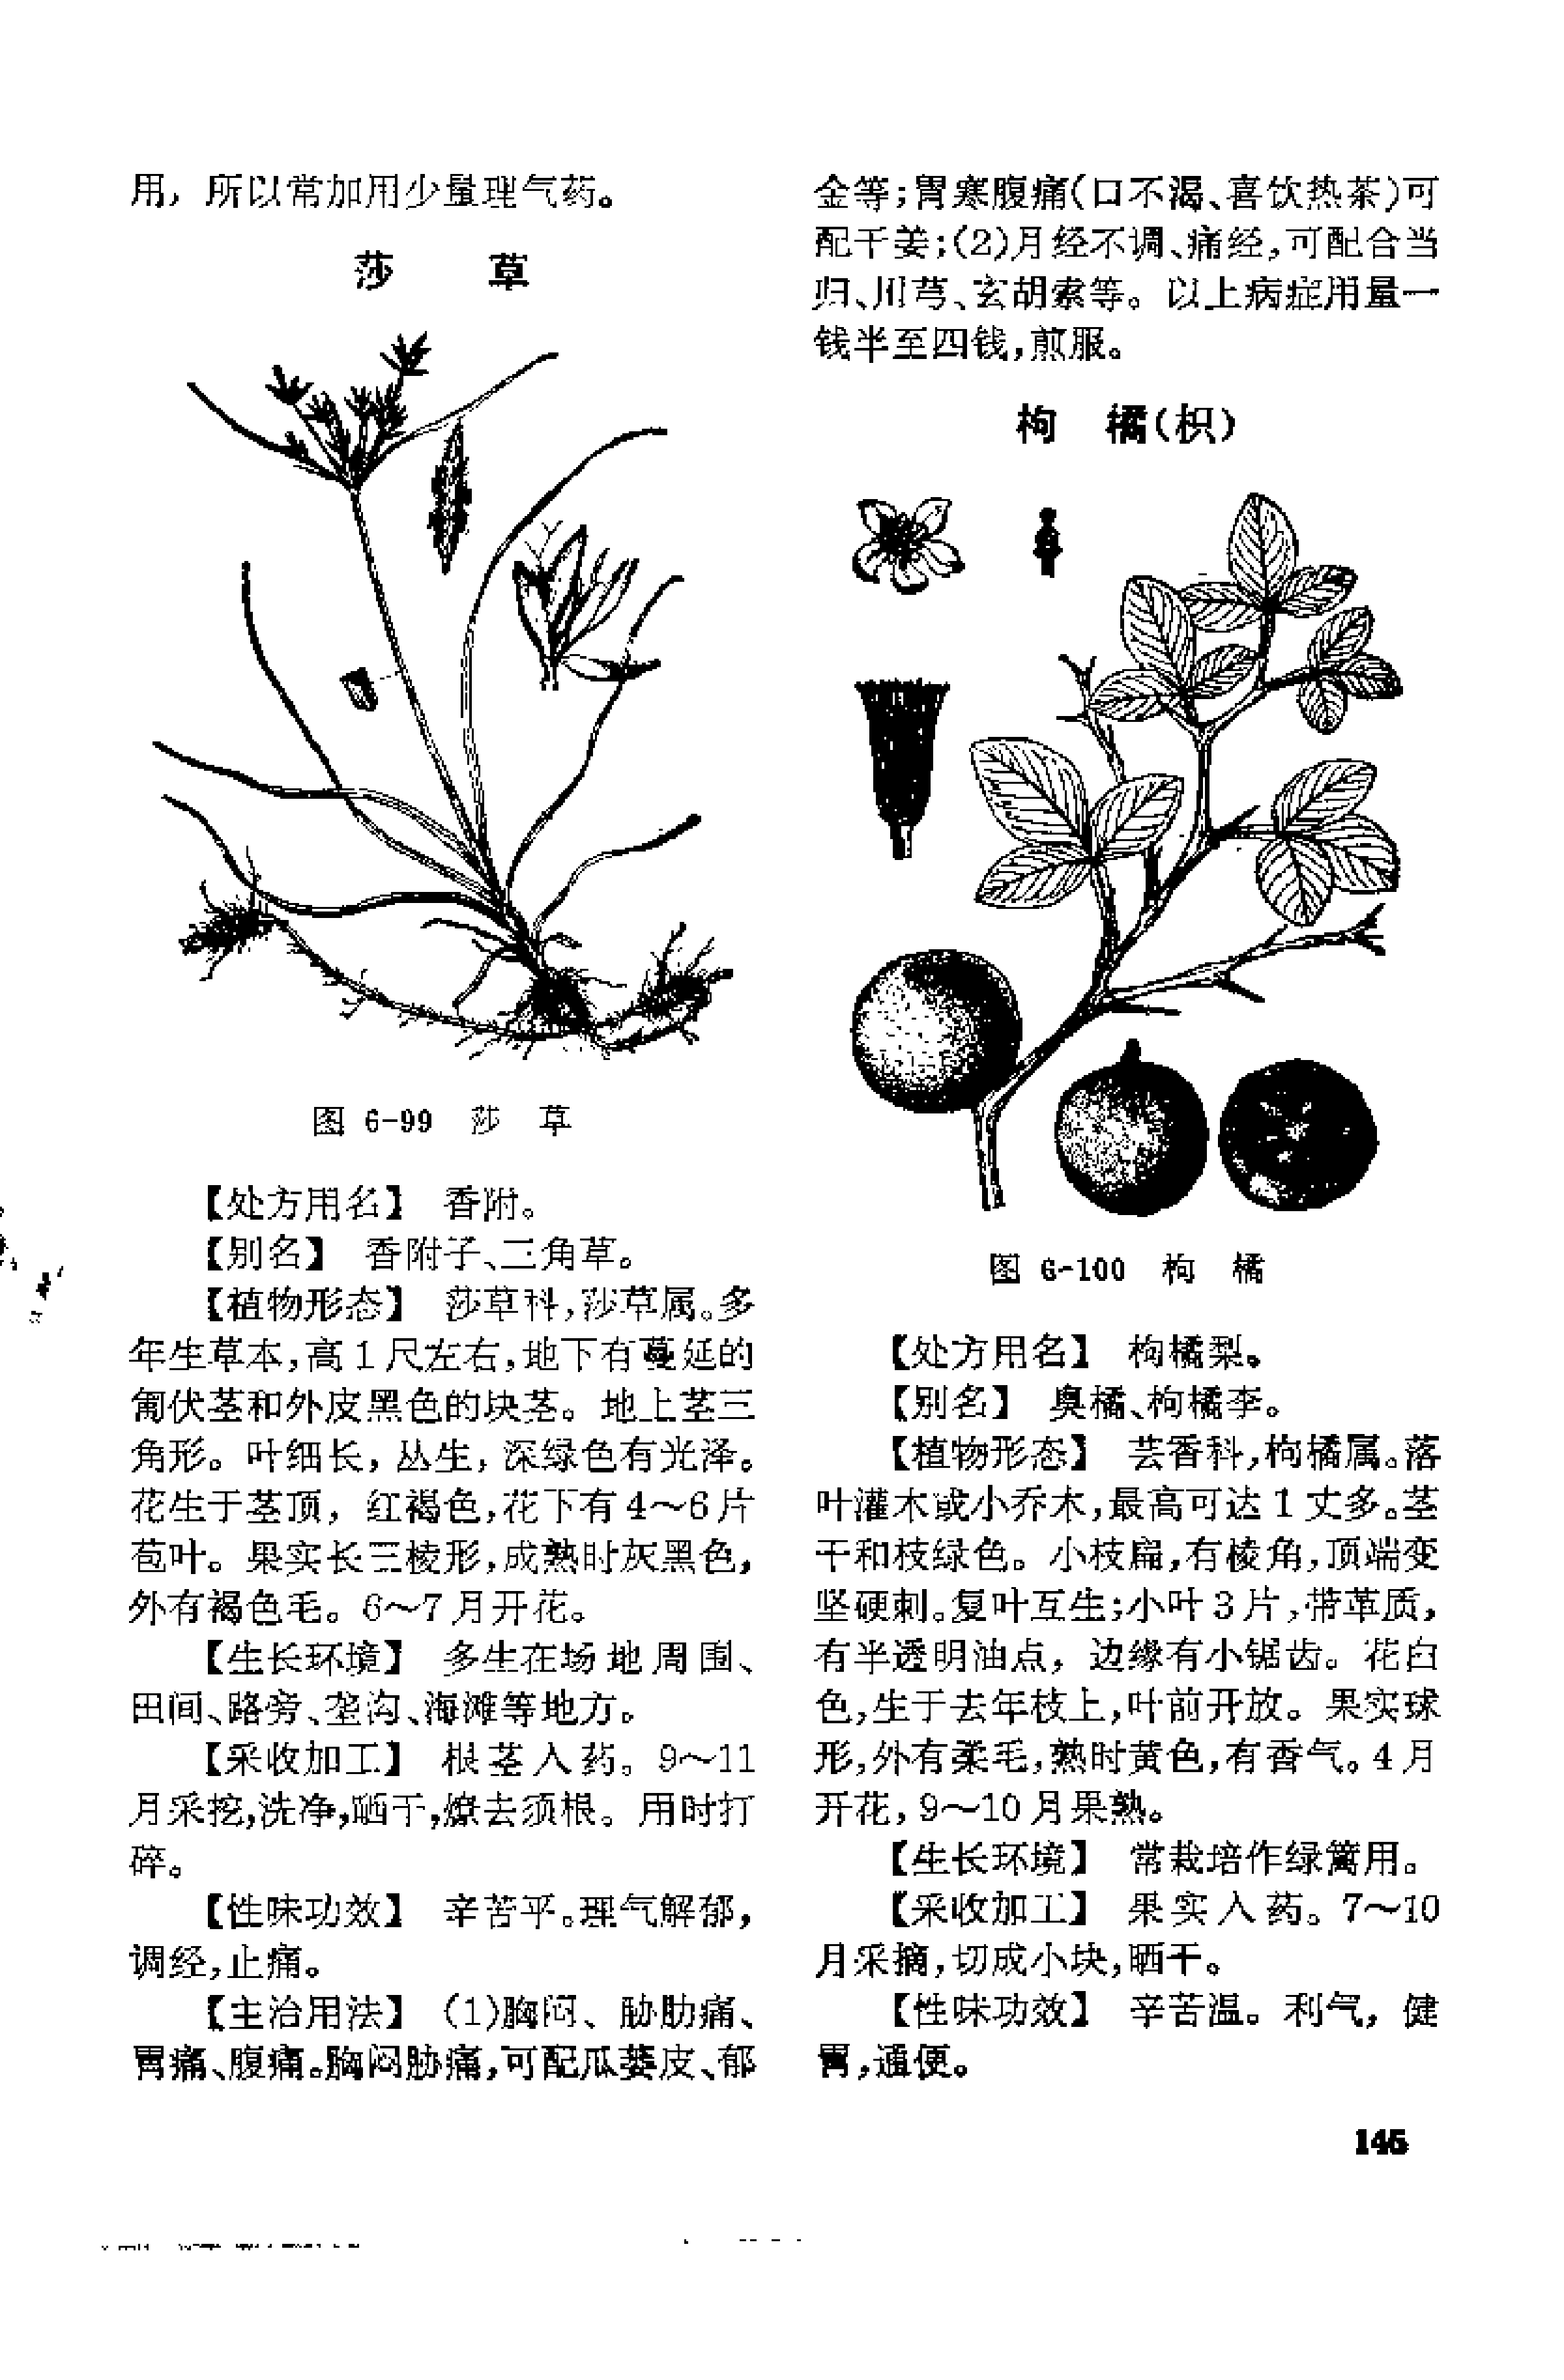 用，所以常加用少量理气药。
莎 草
图 6-99 莎 草
【处方用名】 香附。
【别名】 香附子、三角草。
【植物形态】 莎草科，莎草属。多
年生草本，高1尺左右，地下有蔓延的
匍伏茎和外皮黑色的块茎。地上茎三
角形。叶细长，丛生，深绿色有光泽。
花生于茎顶，红褐色，花下有4～6片
苞叶。果实长三棱形，成熟时灰黑色，
外有褐色毛。6～7月开花。
【生长环境】 多生在场地周围、
田间、路旁、垄沟、海滩等地方。
【采收加工】 根茎入药。9～11
月采挖，洗净，晒干，燎去须根。用时打
碎。
【性味功效】 辛苦平。理气解郁，
调经，止痛。
【主治用法】 (1)胸闷、胁肋痛、
胃痛、腹痛。胸闷胁痛，可配瓜蒌皮、郁
金等；胃寒腹痛(口不渴、喜饮热茶)可
配干姜；(2)月经不调、痛经，可配合当
归、川芎、玄胡索等。以上病症用量一
钱半至四钱，煎服。
枸 橘(枳)
图 6-100 枸 橘
【处方用名】 枸橘梨。
【别名】 臭橘、枸橘李。
【植物形态】 芸香科，枸橘属。落
叶灌木或小乔木，最高可达1丈多。茎
干和枝绿色。小枝扁，有棱角，顶端变
坚硬刺。复叶互生；小叶3片，带革质，
有半透明油点，边缘有小锯齿。花白
色，生于去年枝上，叶前开放。果实球
形，外有柔毛，熟时黄色，有香气。4月
开花，9～10月果熟。
【生长环境】 常栽培作绿篱用。
【采收加工】 果实入药。7～10
月采摘，切成小块，晒干。
【性味功效】 辛苦温。利气，健
胃，通便。
145